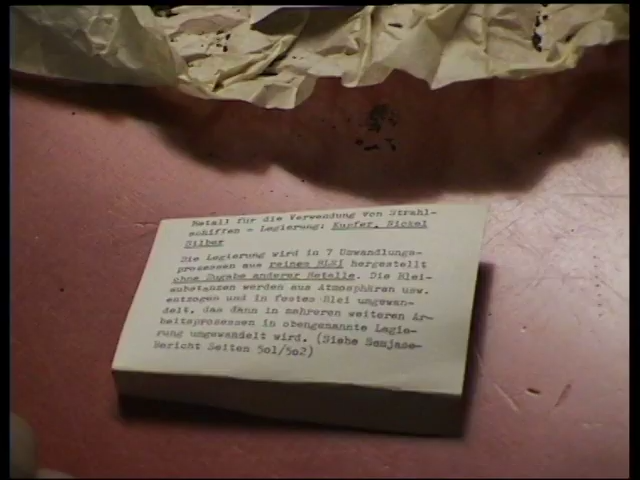 Metall für die Verwendung von Strahl-
schiffen - Legierung: Kupfer, Nickel
Silber
Die Legierung wird in 7 Umwandlungs-
prozessen aus reinem BLEI hergestellt
ohne Zugabe anderer Metalle. Die Blei-
substanzen werden aus Atmosphären usw.
entzogen und in festes Blei umgewan-
delt, das dann in mehreren weiteren Ar-
beitsprozessen in obengenannte Legie-
rung umgewandelt wird. (Siehe Semjase-
Bericht Seiten 501/502)